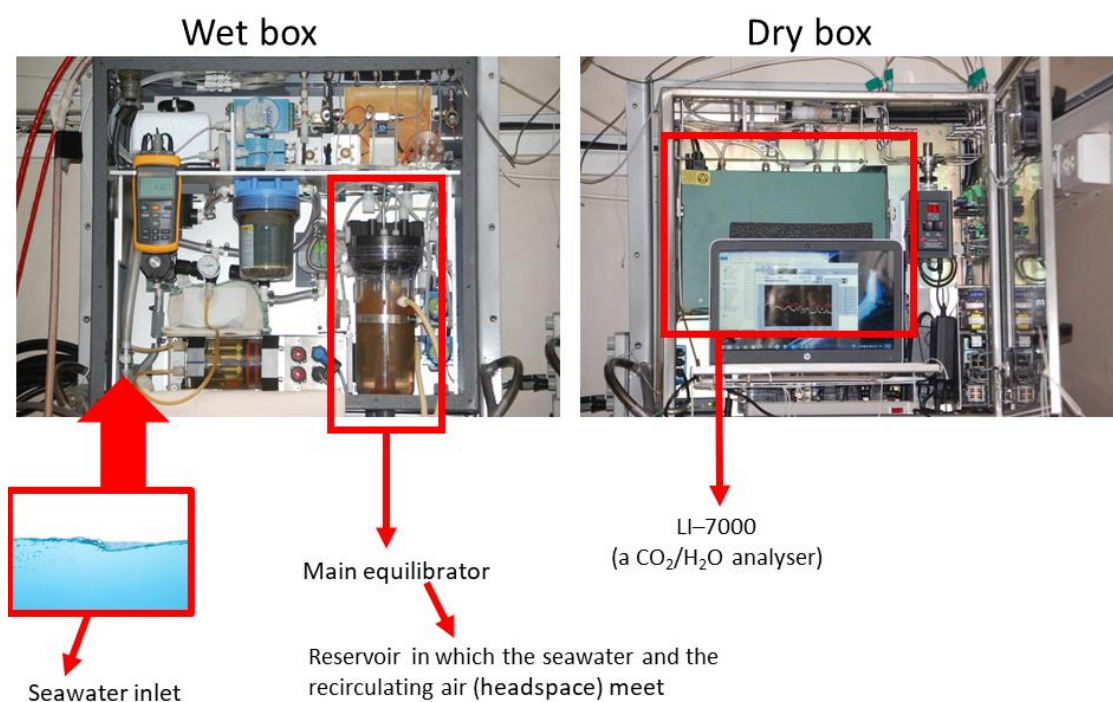 Wet box
Dry box
LI–7000
(a CO₂/H₂O analyser)
Main equilibrator
Reservoir in which the seawater and the
recirculating air (headspace) meet
Seawater inlet